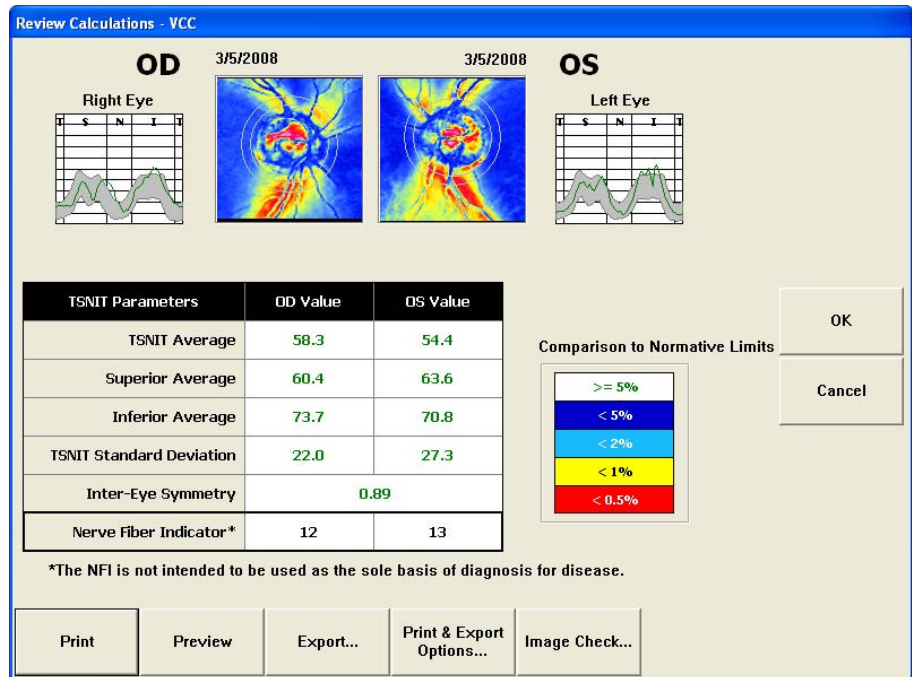 Review Calculations - VCC
OD
3/5/2008
3/5/2008
OS
Right Eye
Left Eye
T S N I T
T S N I T
TSNIT Parameters OD Value OS Value
TSNIT Average 58.3 54.4
Superior Average 60.4 63.6
Inferior Average 73.7 70.8
TSNIT Standard Deviation 22.0 27.3
Inter-Eye Symmetry 0.89
Nerve Fiber Indicator* 12 13
*The NFI is not intended to be used as the sole basis of diagnosis for disease.
Comparison to Normative Limits
>= 5%
< 5%
< 2%
< 1%
< 0.5%
OK
Cancel
Print
Preview
Export...
Print & Export
Options...
Image Check...